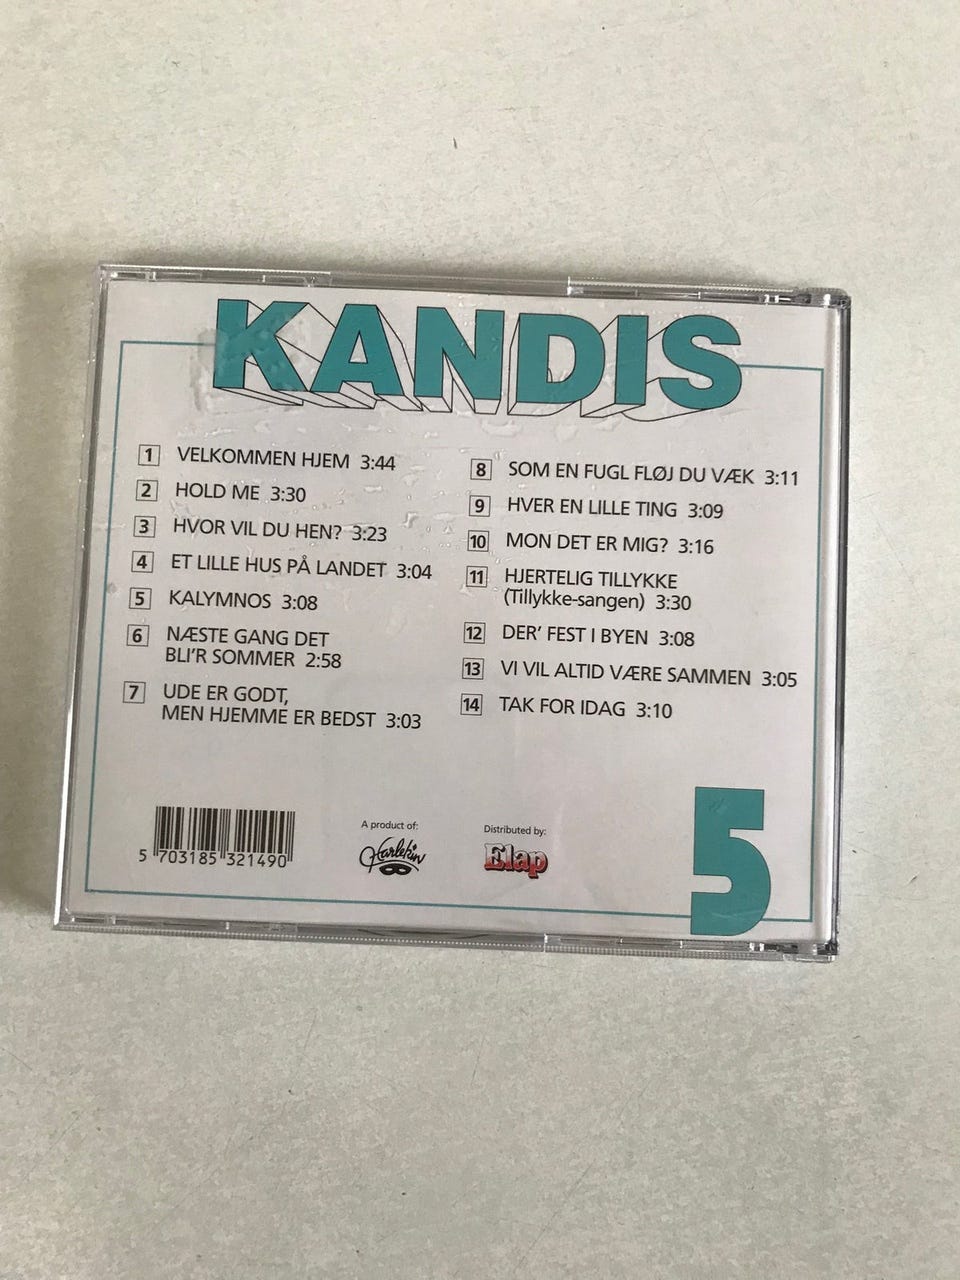 KANDIS
1 VELKOMMEN HJEM 3:44
2 HOLD ME 3:30
3 HVOR VIL DU HEN? 3:23
4 ET LILLE HUS PÅ LANDET 3:04
5 KALYMNOS 3:08
6 NÆSTE GANG DET
BLI'R SOMMER 2:58
7 UDE ER GODT,
MEN HJEMME ER BEDST 3:03
8 SOM EN FUGL FLØJ DU VÆK 3:11
9 HVER EN LILLE TING 3:09
10 MON DET ER MIG? 3:16
11 HJERTELIG TILLYKKE
(Tillykke-sangen) 3:30
12 DER' FEST I BYEN 3:08
13 VI VIL ALTID VÆRE SAMMEN 3:05
14 TAK FOR IDAG 3:10
5 703185 321490
A product of:
Harlekin
Distributed by:
Elap
5